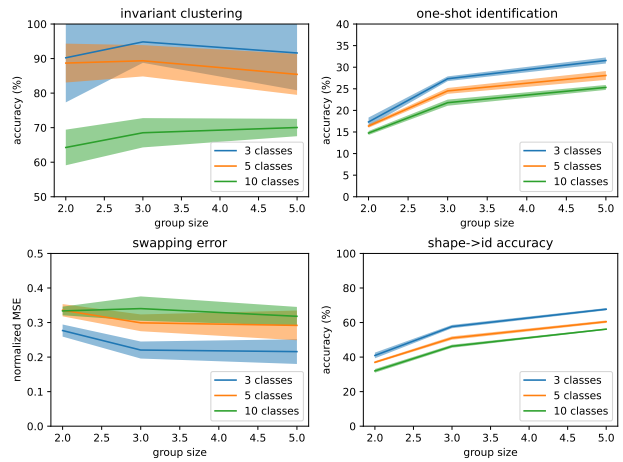 invariant clustering
accuracy (%)
100
90
80
70
60
50
2.0 2.5 3.0 3.5 4.0 4.5 5.0
group size
3 classes
5 classes
10 classes
one-shot identification
accuracy (%)
40
35
30
25
20
15
10
5
0
2.0 2.5 3.0 3.5 4.0 4.5 5.0
group size
3 classes
5 classes
10 classes
swapping error
normalized MSE
0.5
0.4
0.3
0.2
0.1
0.0
2.0 2.5 3.0 3.5 4.0 4.5 5.0
group size
3 classes
5 classes
10 classes
shape->id accuracy
accuracy (%)
100
80
60
40
20
0
2.0 2.5 3.0 3.5 4.0 4.5 5.0
group size
3 classes
5 classes
10 classes